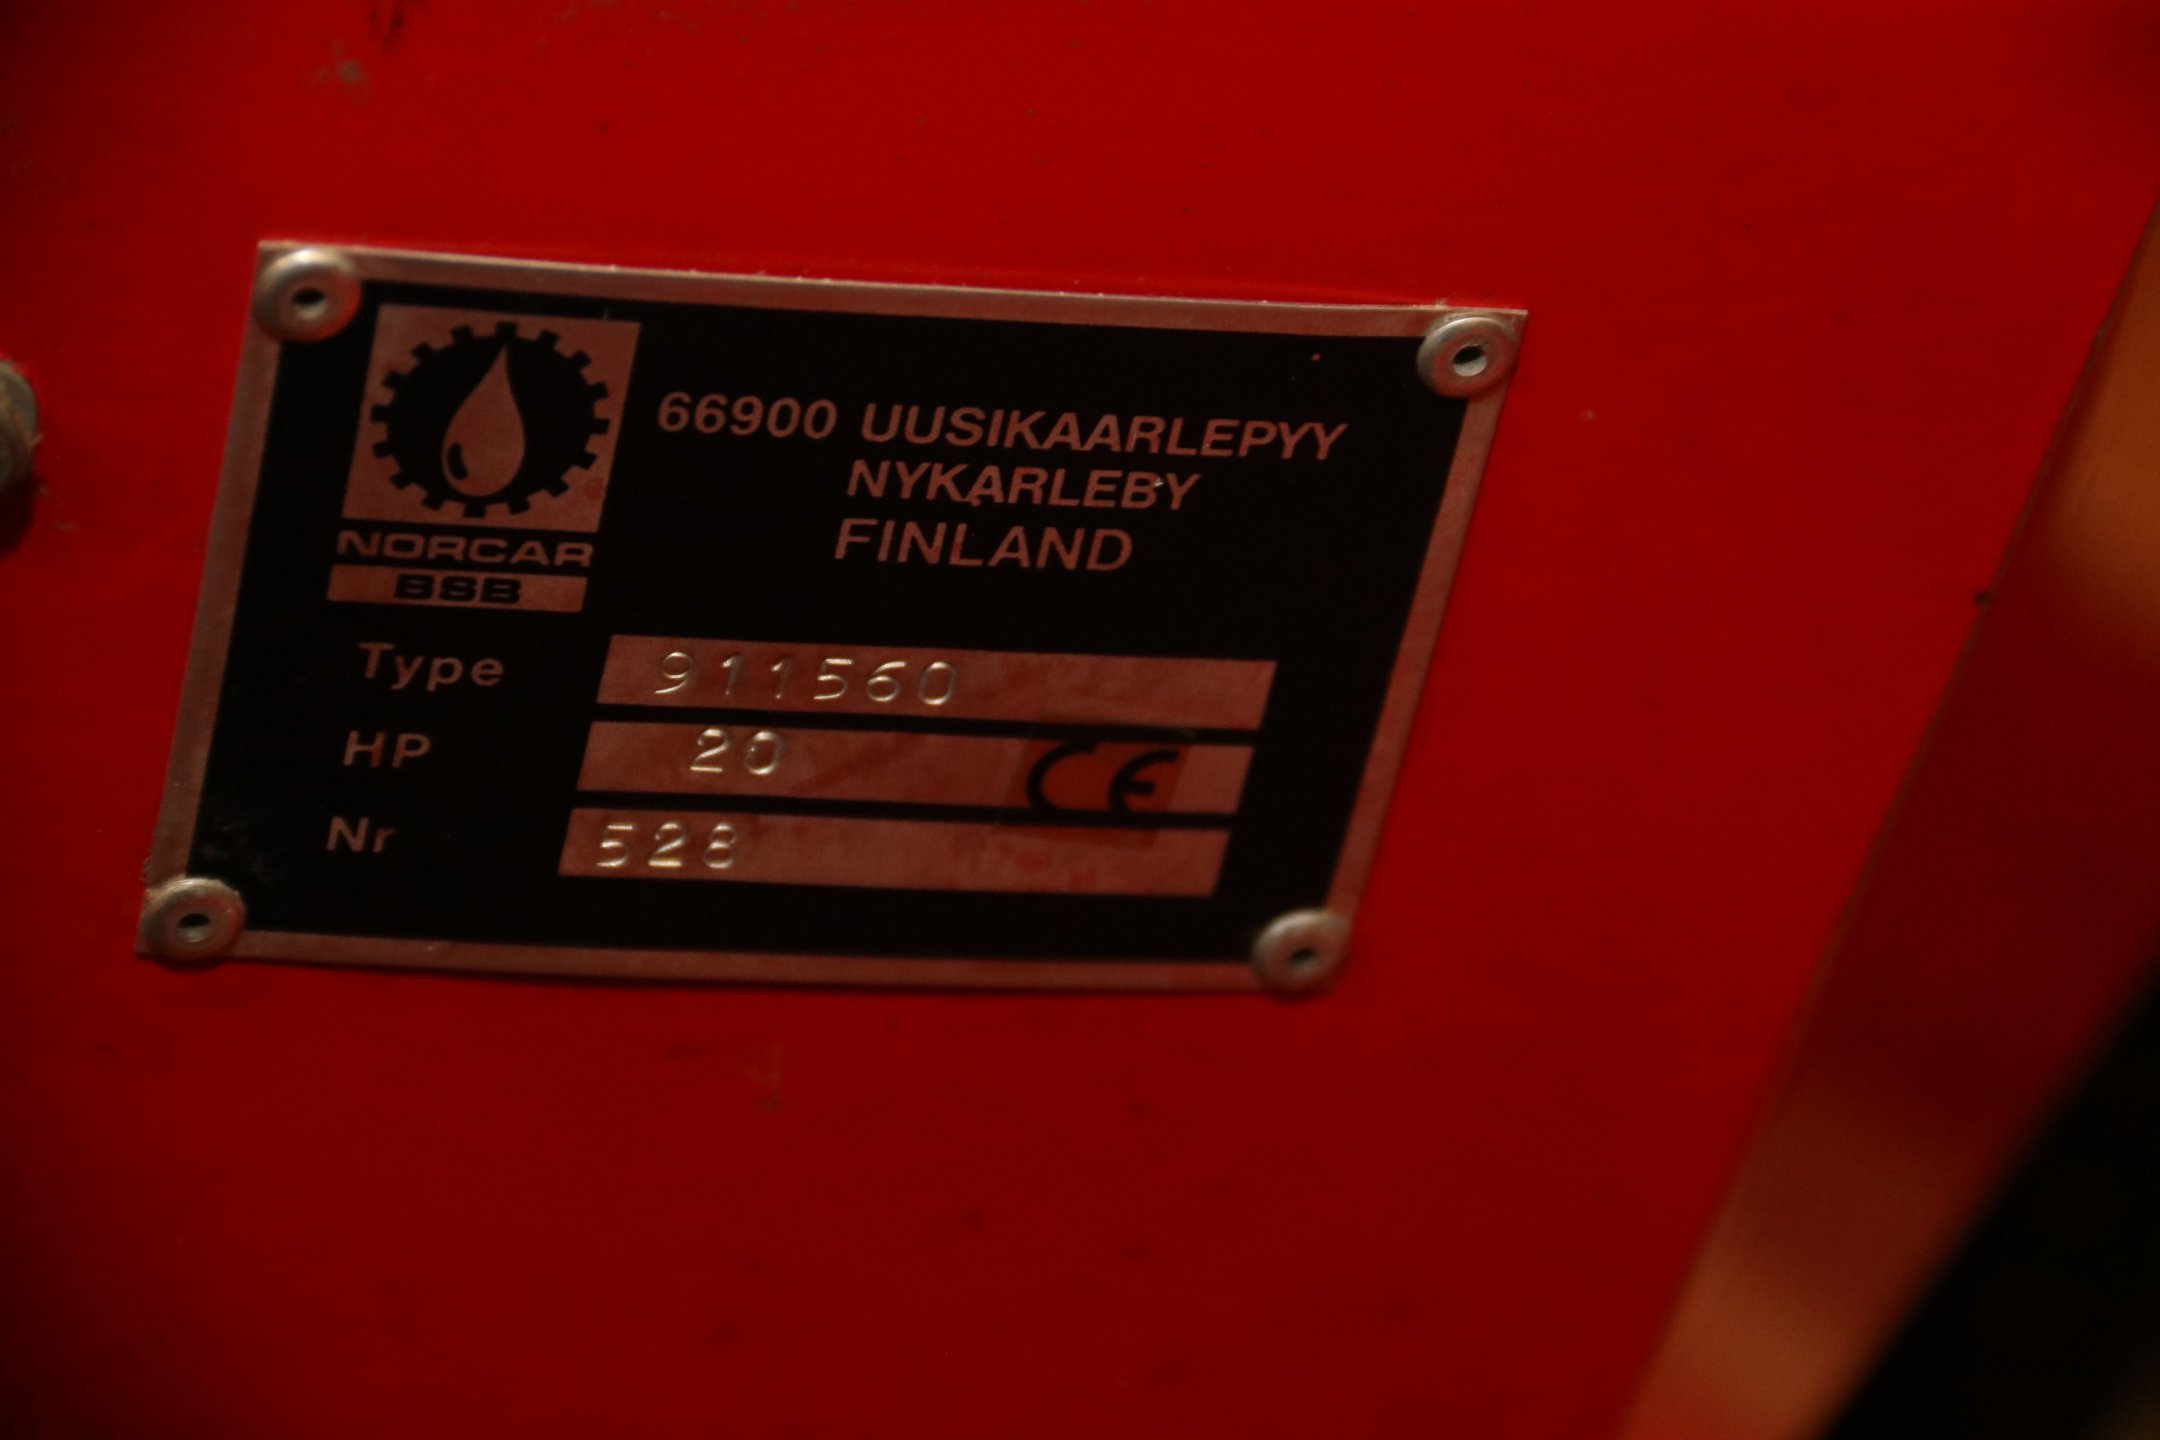 66900 UUSIKAARLEPYY
NYKARLEBY
FINLAND
NORCAR
BSB
Type 911560
HP 20 CE
Nr 528